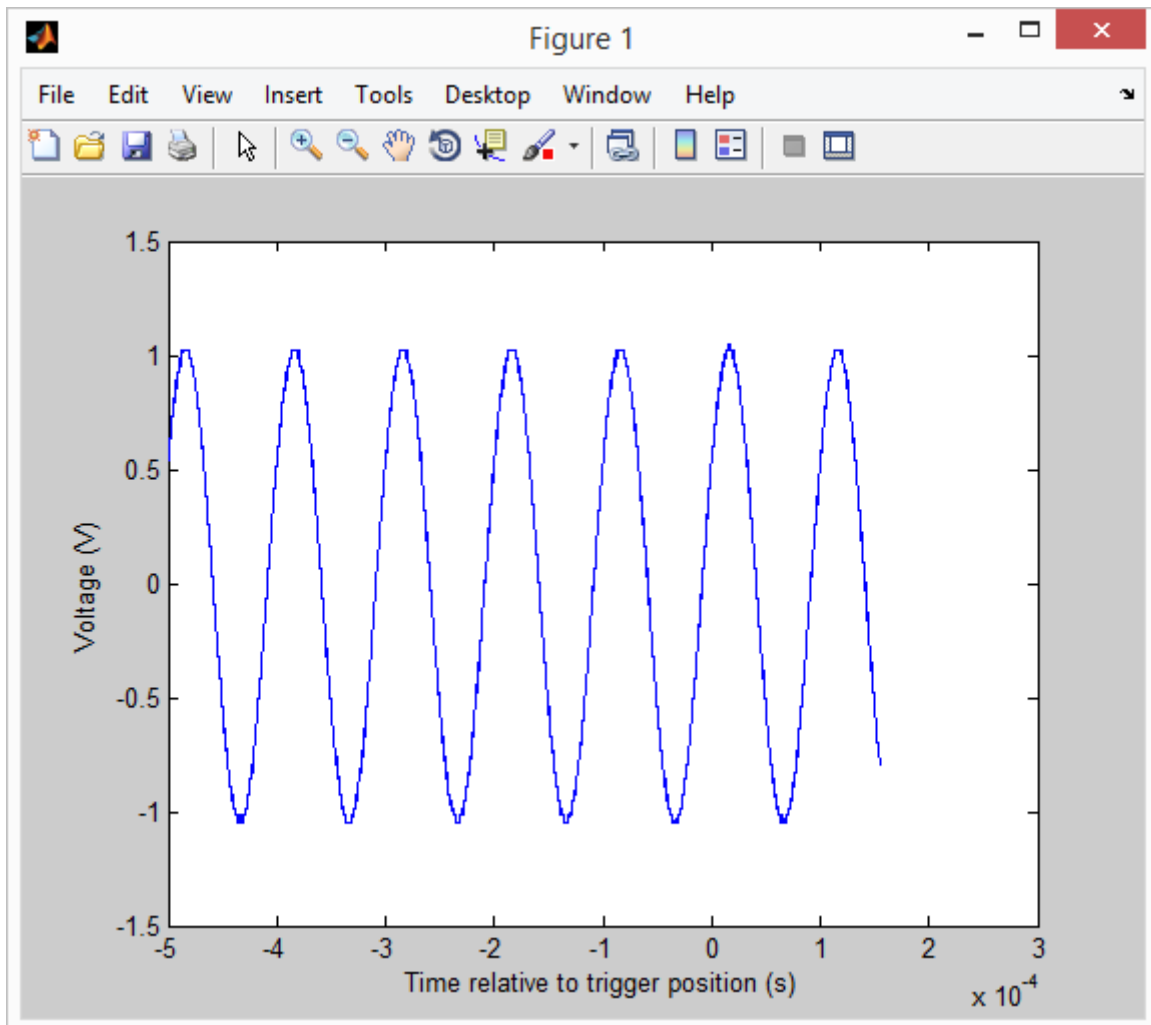 Figure 1
File Edit View Insert Tools Desktop Window Help
1.5
1
0.5
0
-0.5
-1
-1.5
Voltage (V)
-5 -4 -3 -2 -1 0 1 2 3
Time relative to trigger position (s)
x 10-4